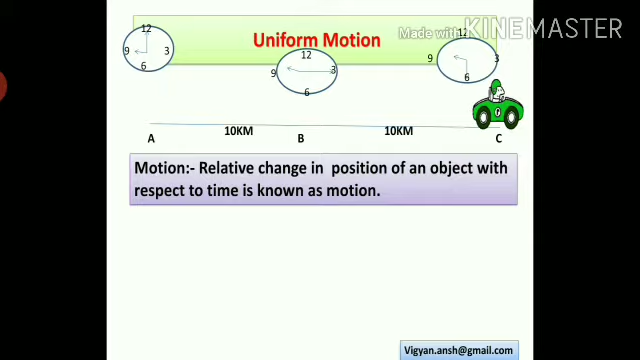 Made with KINEMASTER
Uniform Motion
12
9 3
6
12
9 3
6
12
9 3
6
10KM 10KM
A B C
Motion:- Relative change in position of an object with
respect to time is known as motion.
Vigyan.ansh@gmail.com